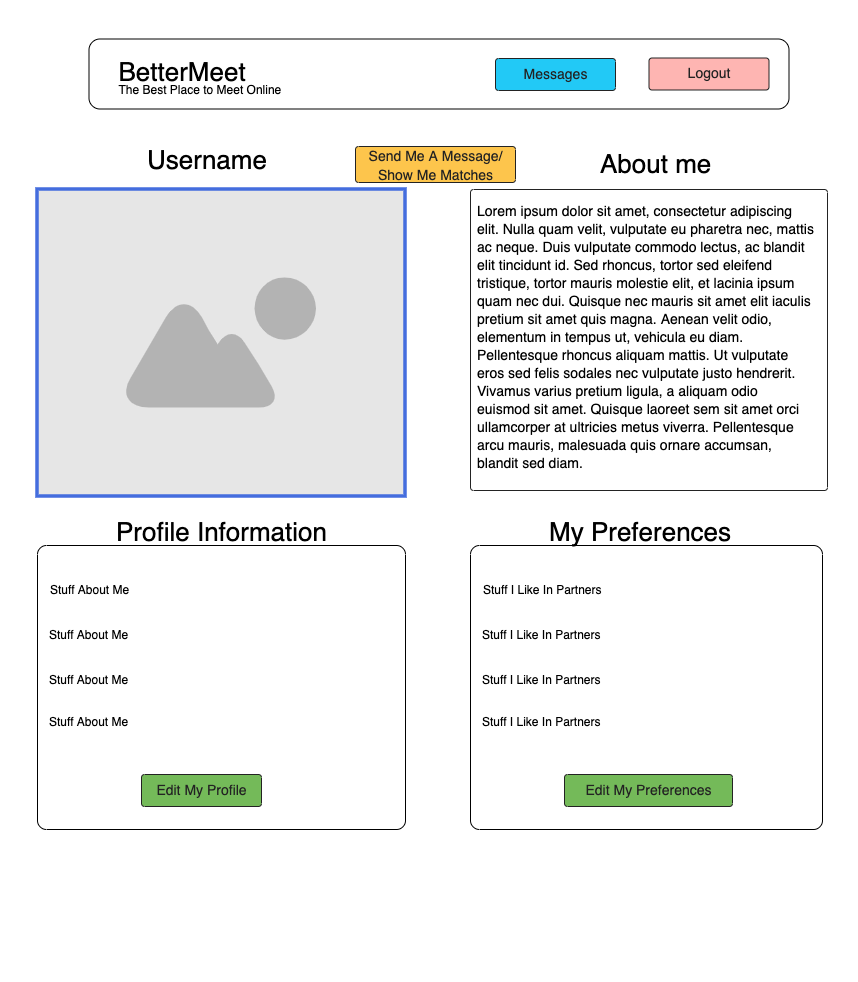 BetterMeet
The Best Place to Meet Online
Messages
Logout
Username
Send Me A Message/
Show Me Matches
About me
Lorem ipsum dolor sit amet, consectetur adipiscing
elit. Nulla quam velit, vulputate eu pharetra nec, mattis
ac neque. Duis vulputate commodo lectus, ac blandit
elit tincidunt id. Sed rhoncus, tortor sed eleifend
tristique, tortor mauris molestie elit, et lacinia ipsum
quam nec dui. Quisque nec mauris sit amet elit iaculis
pretium sit amet quis magna. Aenean velit odio,
elementum in tempus ut, vehicula eu diam.
Pellentesque rhoncus aliquam mattis. Ut vulputate
eros sed felis sodales nec vulputate justo hendrerit.
Vivamus varius pretium ligula, a aliquam odio
euismod sit amet. Quisque laoreet sem sit amet orci
ullamcorper at ultricies metus viverra. Pellentesque
arcu mauris, malesuada quis ornare accumsan,
blandit sed diam.
Profile Information
Stuff About Me
Stuff About Me
Stuff About Me
Stuff About Me
Edit My Profile
My Preferences
Stuff I Like In Partners
Stuff I Like In Partners
Stuff I Like In Partners
Stuff I Like In Partners
Edit My Preferences